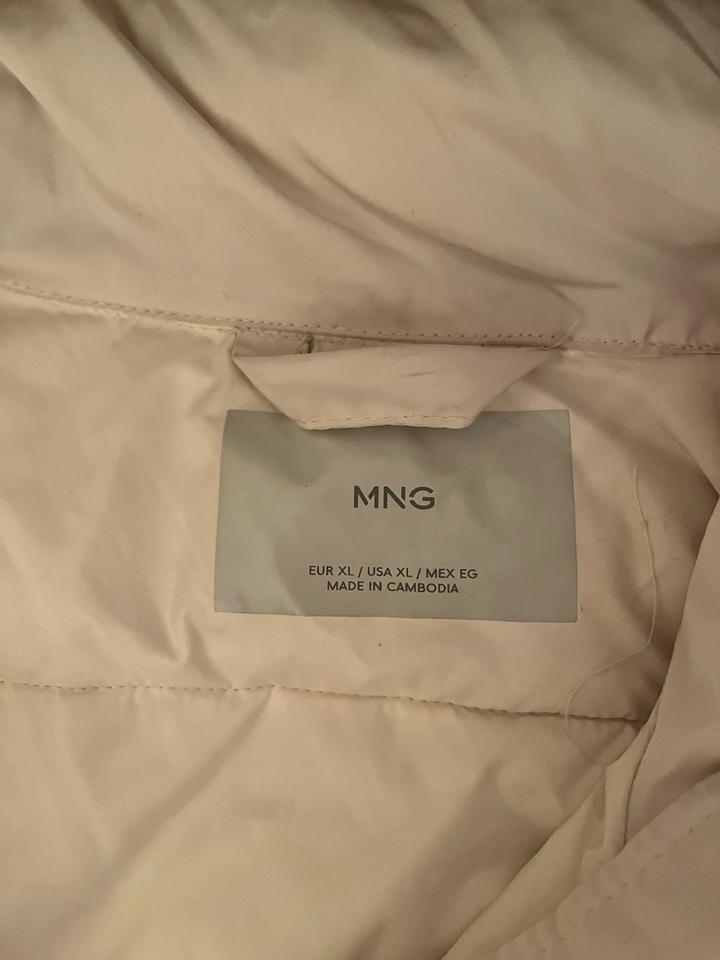 MNG
EUR XL / USA XL / MEX EG
MADE IN CAMBODIA